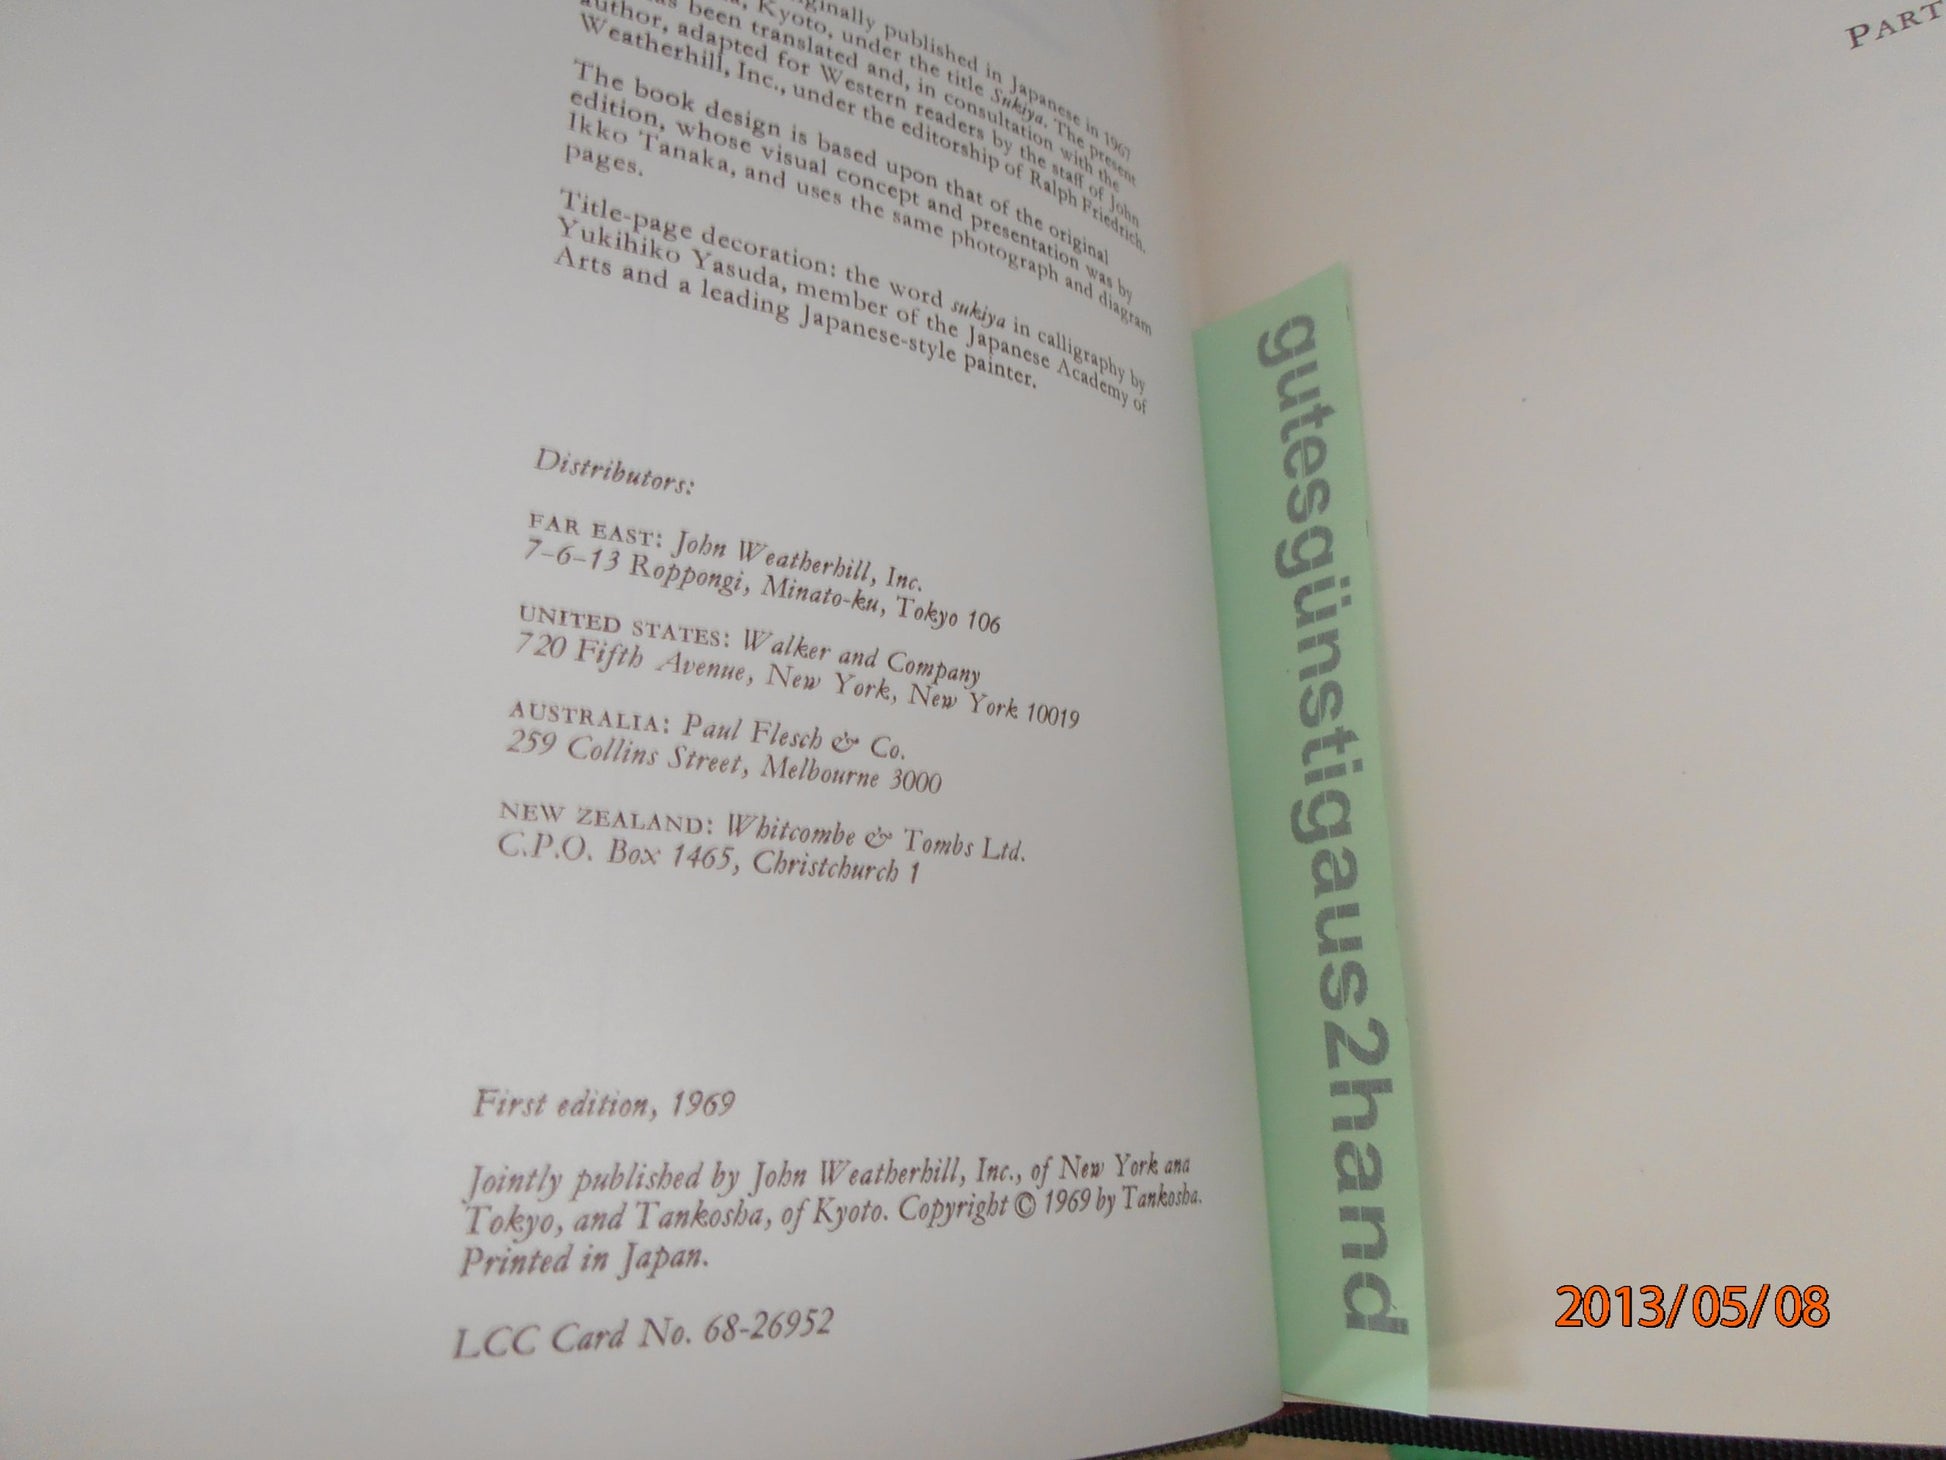 originally published in Japanese in 1967
Kyoto, under the title Sukiya. The present
has been translated and, in consultation with the
author, adapted for Western readers by the staff of John
Weatherhill, Inc., under the editorship of Ralph Friedrich.
The book design is based upon that of the original
edition, whose visual concept and presentation was by
Ikko Tanaka, and uses the same photograph and diagram
pages.
Title-page decoration: the word sukiya in calligraphy by
Yukihiko Yasuda, member of the Japanese Academy of
Arts and a leading Japanese-style painter.
Distributors:
FAR EAST: John Weatherhill, Inc.
7-6-13 Roppongi, Minato-ku, Tokyo 106
UNITED STATES: Walker and Company
720 Fifth Avenue, New York, New York 10019
AUSTRALIA: Paul Flesch & Co.
259 Collins Street, Melbourne 3000
NEW ZEALAND: Whitcombe & Tombs Ltd.
C.P.O. Box 1465, Christchurch 1
First edition, 1969
Jointly published by John Weatherhill, Inc., of New York and
Tokyo, and Tankosha, of Kyoto. Copyright © 1969 by Tankosha.
Printed in Japan.
LCC Card No. 68-26952
gutesgünstigaus2hand
PART
2013/05/08